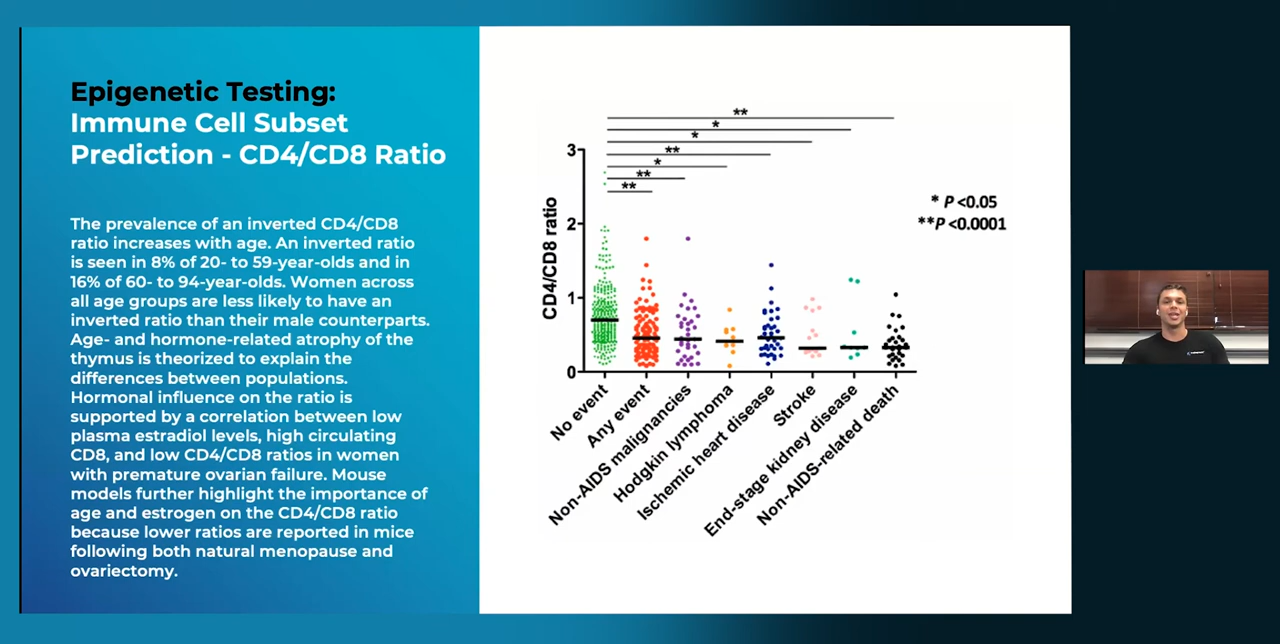 Epigenetic Testing:
Immune Cell Subset
Prediction - CD4/CD8 Ratio
The prevalence of an inverted CD4/CD8
ratio increases with age. An inverted ratio
is seen in 8% of 20- to 59-year-olds and in
16% of 60- to 94-year-olds. Women across
all age groups are less likely to have an
inverted ratio than their male counterparts.
Age- and hormone-related atrophy of the
thymus is theorized to explain the
differences between populations.
Hormonal influence on the ratio is
supported by a correlation between low
plasma estradiol levels, high circulating
CD8, and low CD4/CD8 ratios in women
with premature ovarian failure. Mouse
models further highlight the importance of
age and estrogen on the CD4/CD8 ratio
because lower ratios are reported in mice
following both natural menopause and
ovariectomy.
**
*
*
**
*
**
**
3
2
1
0
CD4/CD8 ratio
* P <0.05
**P <0.0001
No event
Any event
Non-AIDS malignancies
Hodgkin lymphoma
Ischemic heart disease
Stroke
End-stage kidney disease
Non-AIDS-related death